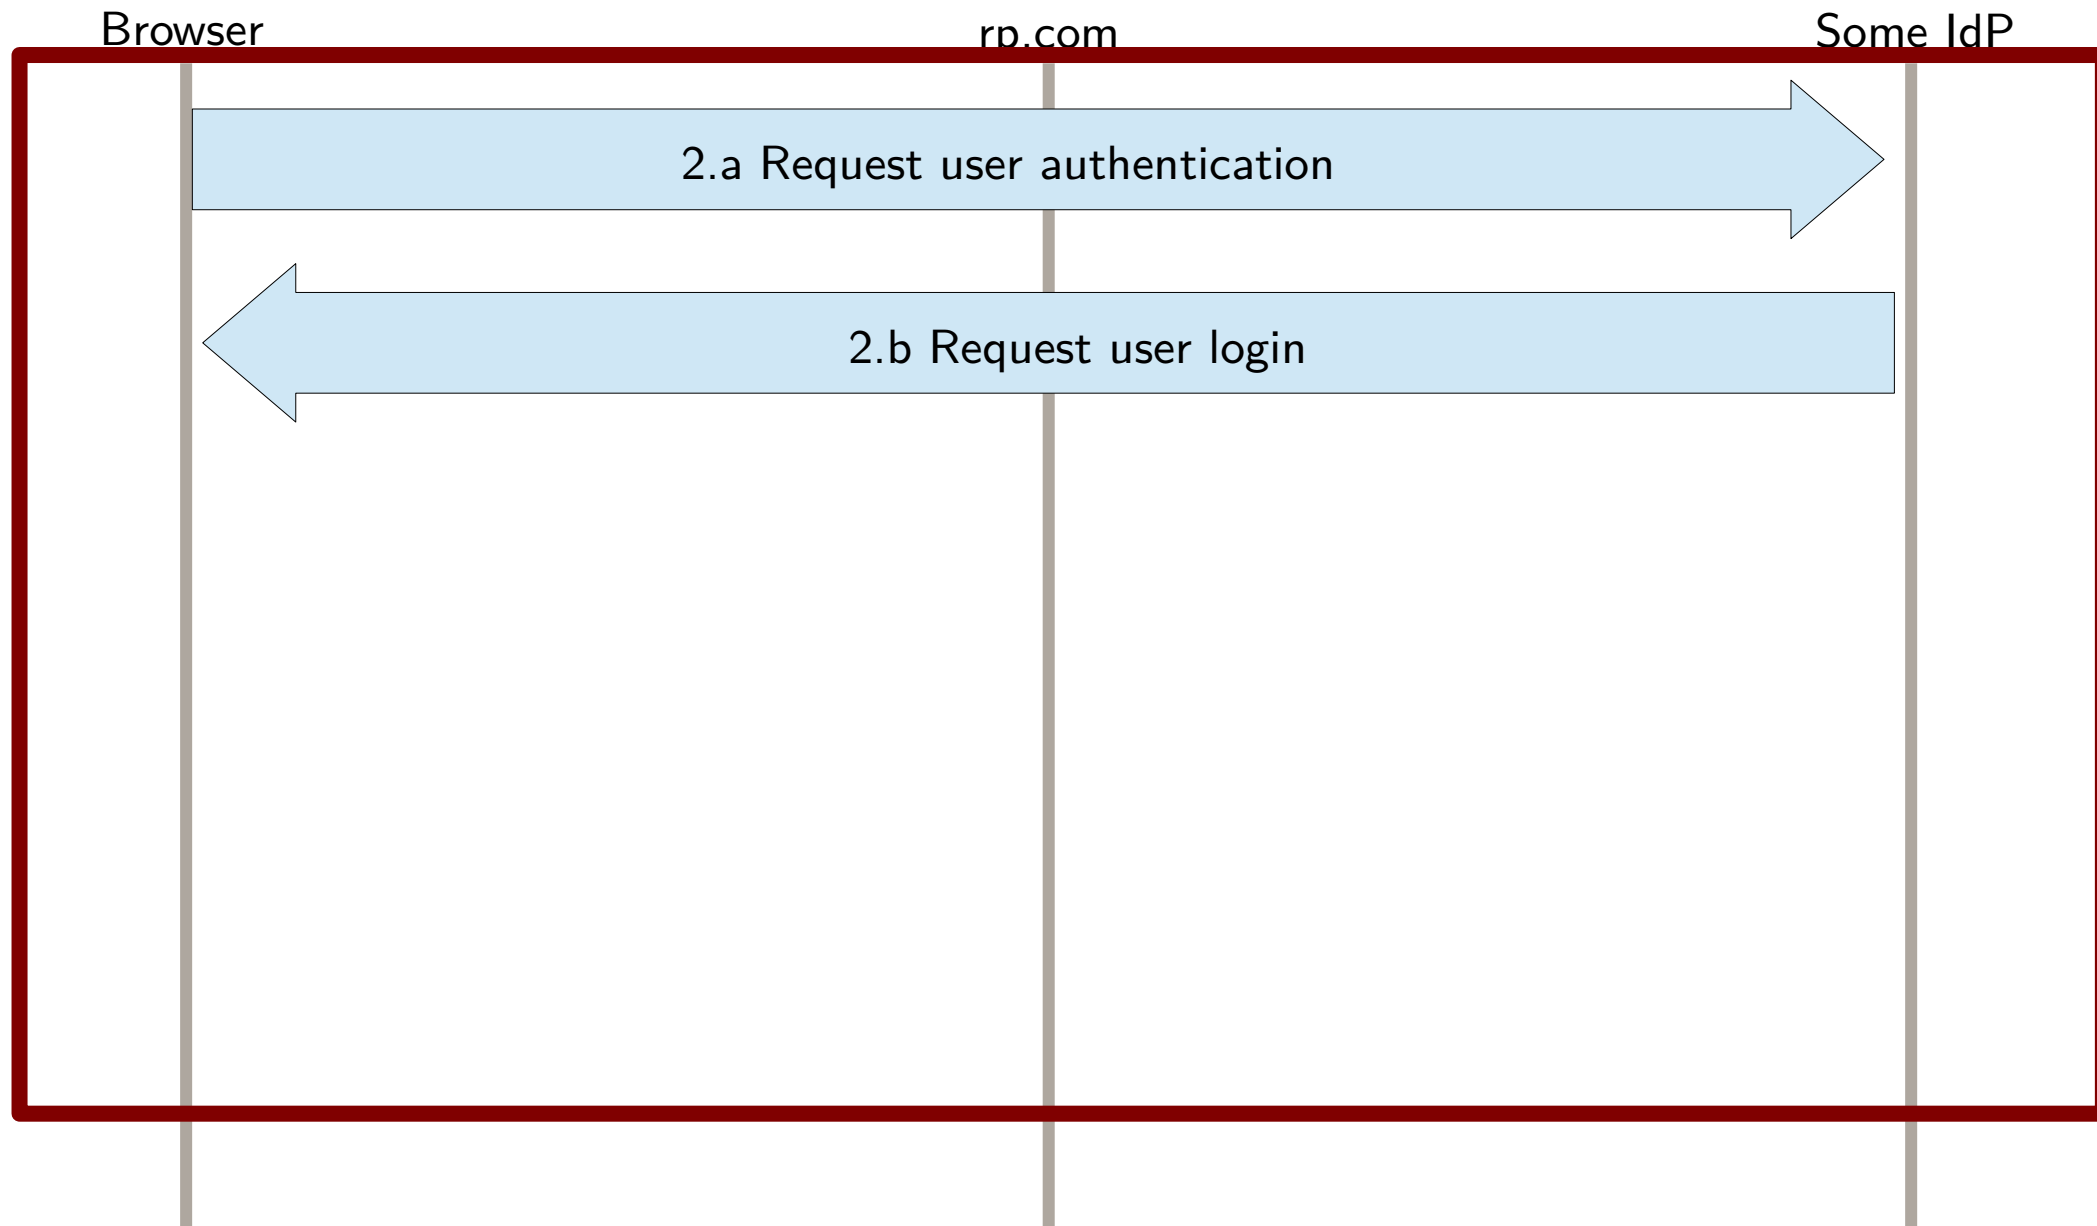 Browser
rp.com
Some IdP
2.a Request user authentication
2.b Request user login